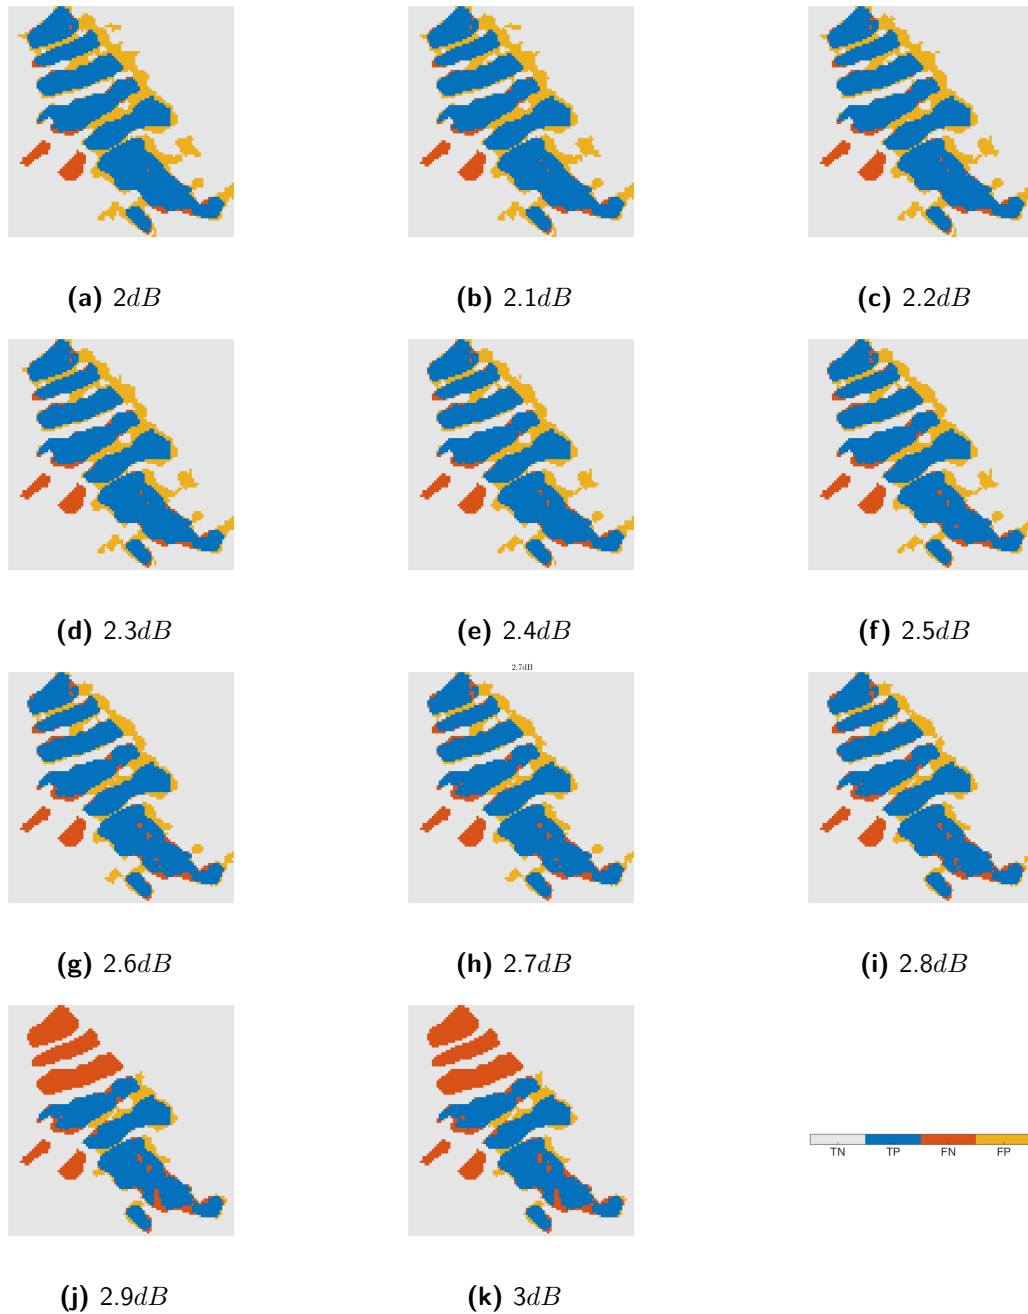 (a) 2dB
(b) 2.1dB
(c) 2.2dB
(d) 2.3dB
(e) 2.4dB
(f) 2.5dB
2.7dB
(g) 2.6dB
(h) 2.7dB
(i) 2.8dB
TN TP FN FP
(j) 2.9dB
(k) 3dB